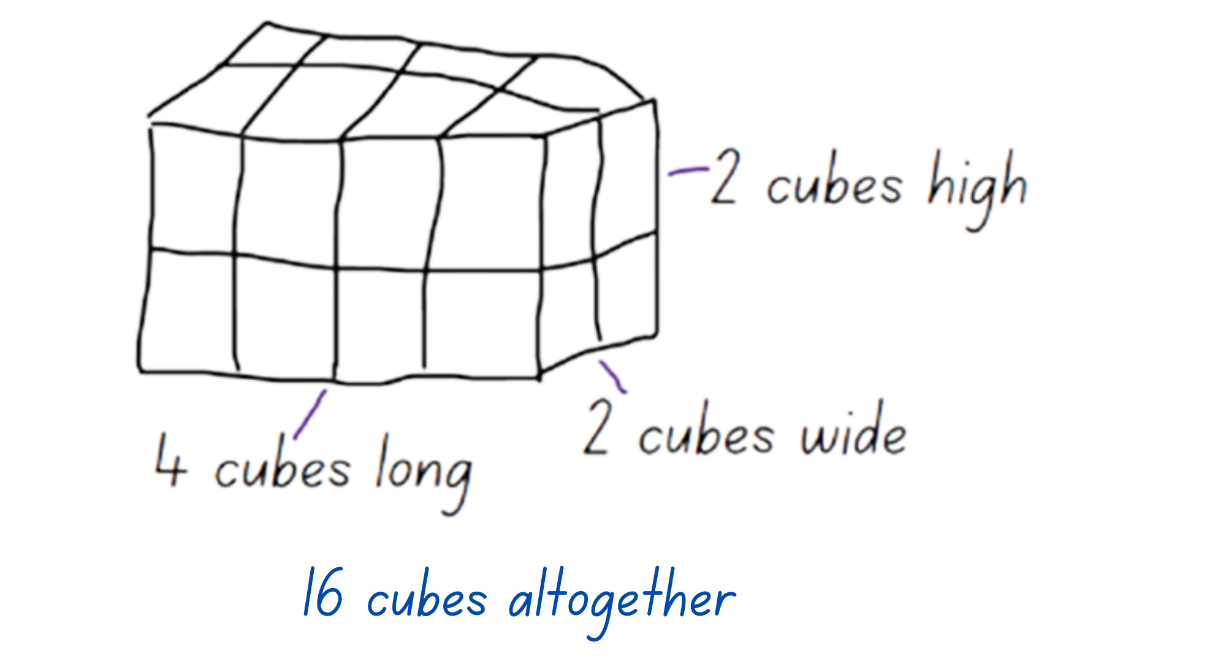 2 cubes high
2 cubes wide
4 cubes long
16 cubes altogether